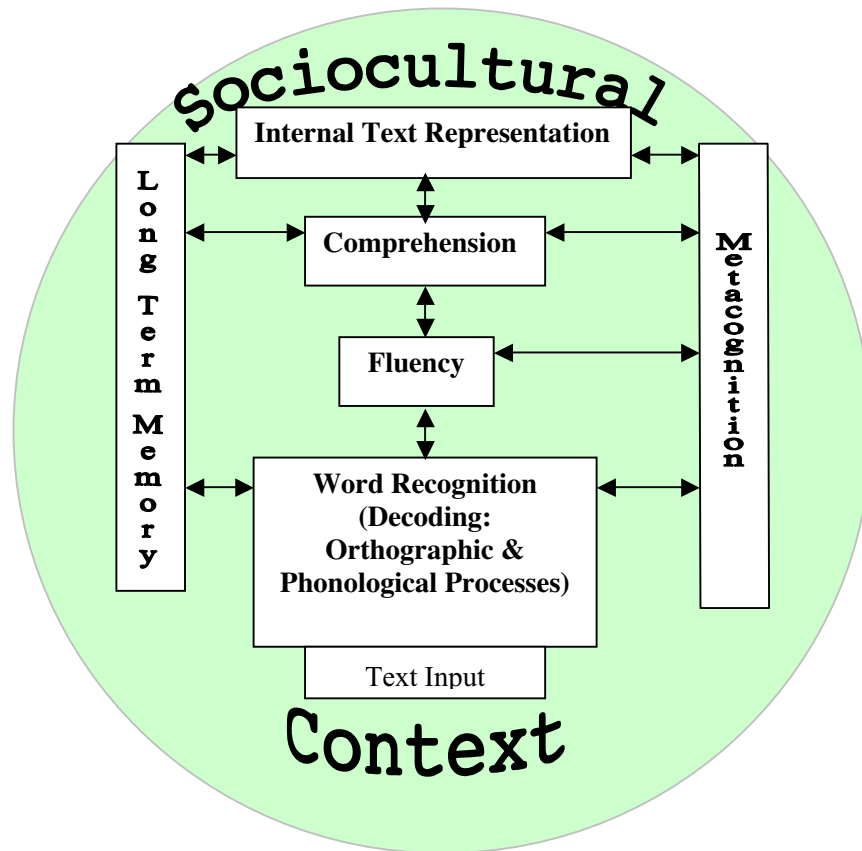 Sociocultural
Internal Text Representation
Long Term Memory
Comprehension
Metacognition
Fluency
Word Recognition
(Decoding:
Orthographic &
Phonological Processes)
Text Input
Context